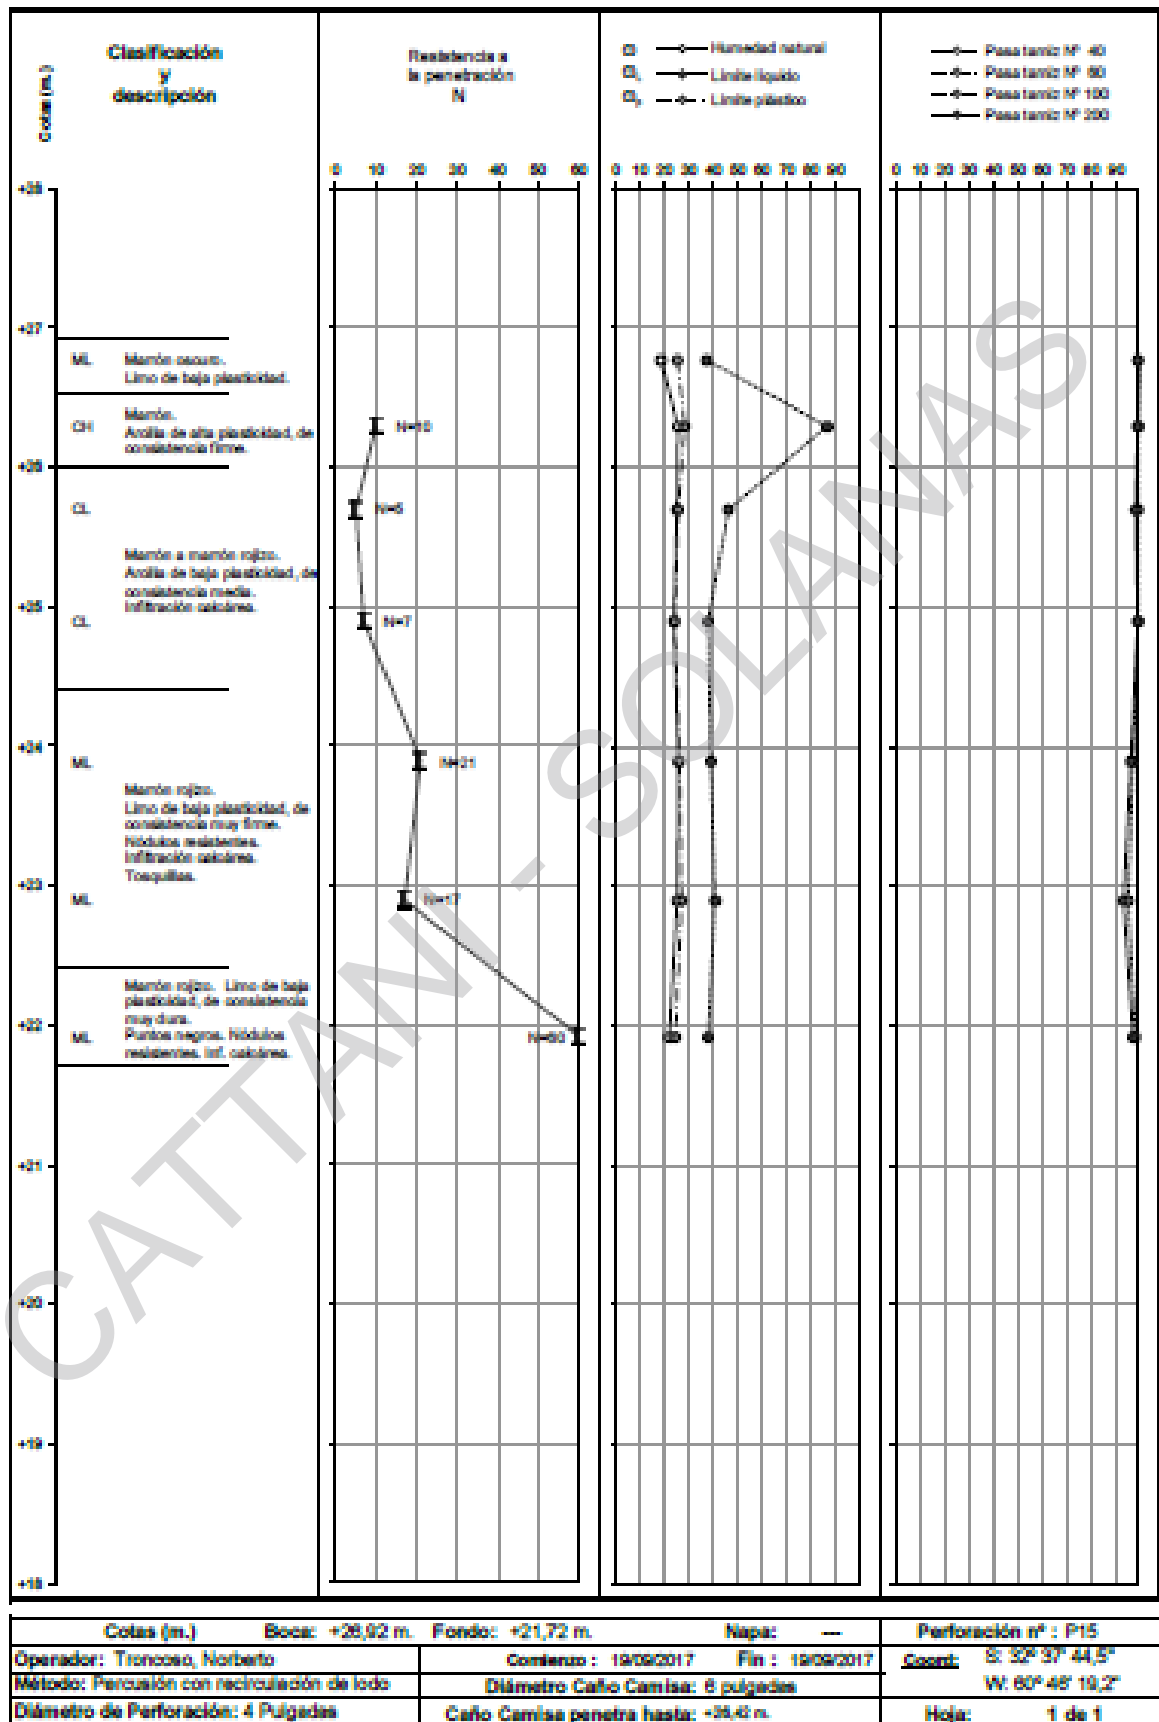 Cotas (m.)
Clasificación
y
descripción
Resistencia a
la penetración
N
Humedad natural
Límite líquido
Límite plástico
Pasa tamiz Nº 40
Pasa tamiz Nº 100
Pasa tamiz Nº 200
0 10 20 30 40 50 60
0 10 20 30 40 50 60 70 80 90
0 10 20 30 40 50 60 70 80 90
+28
+27
ML Marrón oscuro.
Limo de baja plasticidad.
CH Marrón.
Arcilla de alta plasticidad, de
consistencia firme.
N=10
+26
CL
N=5
Marrón a marrón rojizo.
Arcilla de baja plasticidad, de
consistencia media.
Infiltración calcárea.
+25
CL
N=7
+24
ML
N=21
Marrón rojizo.
Limo de baja plasticidad, de
consistencia muy firme.
Nódulos resistentes.
Infiltración calcárea.
Tosquillas.
+23
ML
N=17
Marrón rojizo. Limo de baja
plasticidad, de consistencia
muy dura.
+22
ML Puntos negros. Nódulos
resistentes. Inf. calcárea.
N=60
+21
+20
+19
+18
CATTANI - SOLANAS
Cotas (m.) Boca: +26,92 m. Fondo: +21,72 m. Napa: --- Perforación nº : P15
Operador: Troncoso, Norberto Comienzo : 19/09/2017 Fin : 19/09/2017 Coord: S: 32º 37' 44,5"
Método: Percusión con recirculación de lodo Diámetro Caño Camisa: 6 pulgadas W: 60º 46' 19,2"
Diámetro de Perforación: 4 Pulgadas Caño Camisa penetra hasta: m. Hoja: 1 de 1